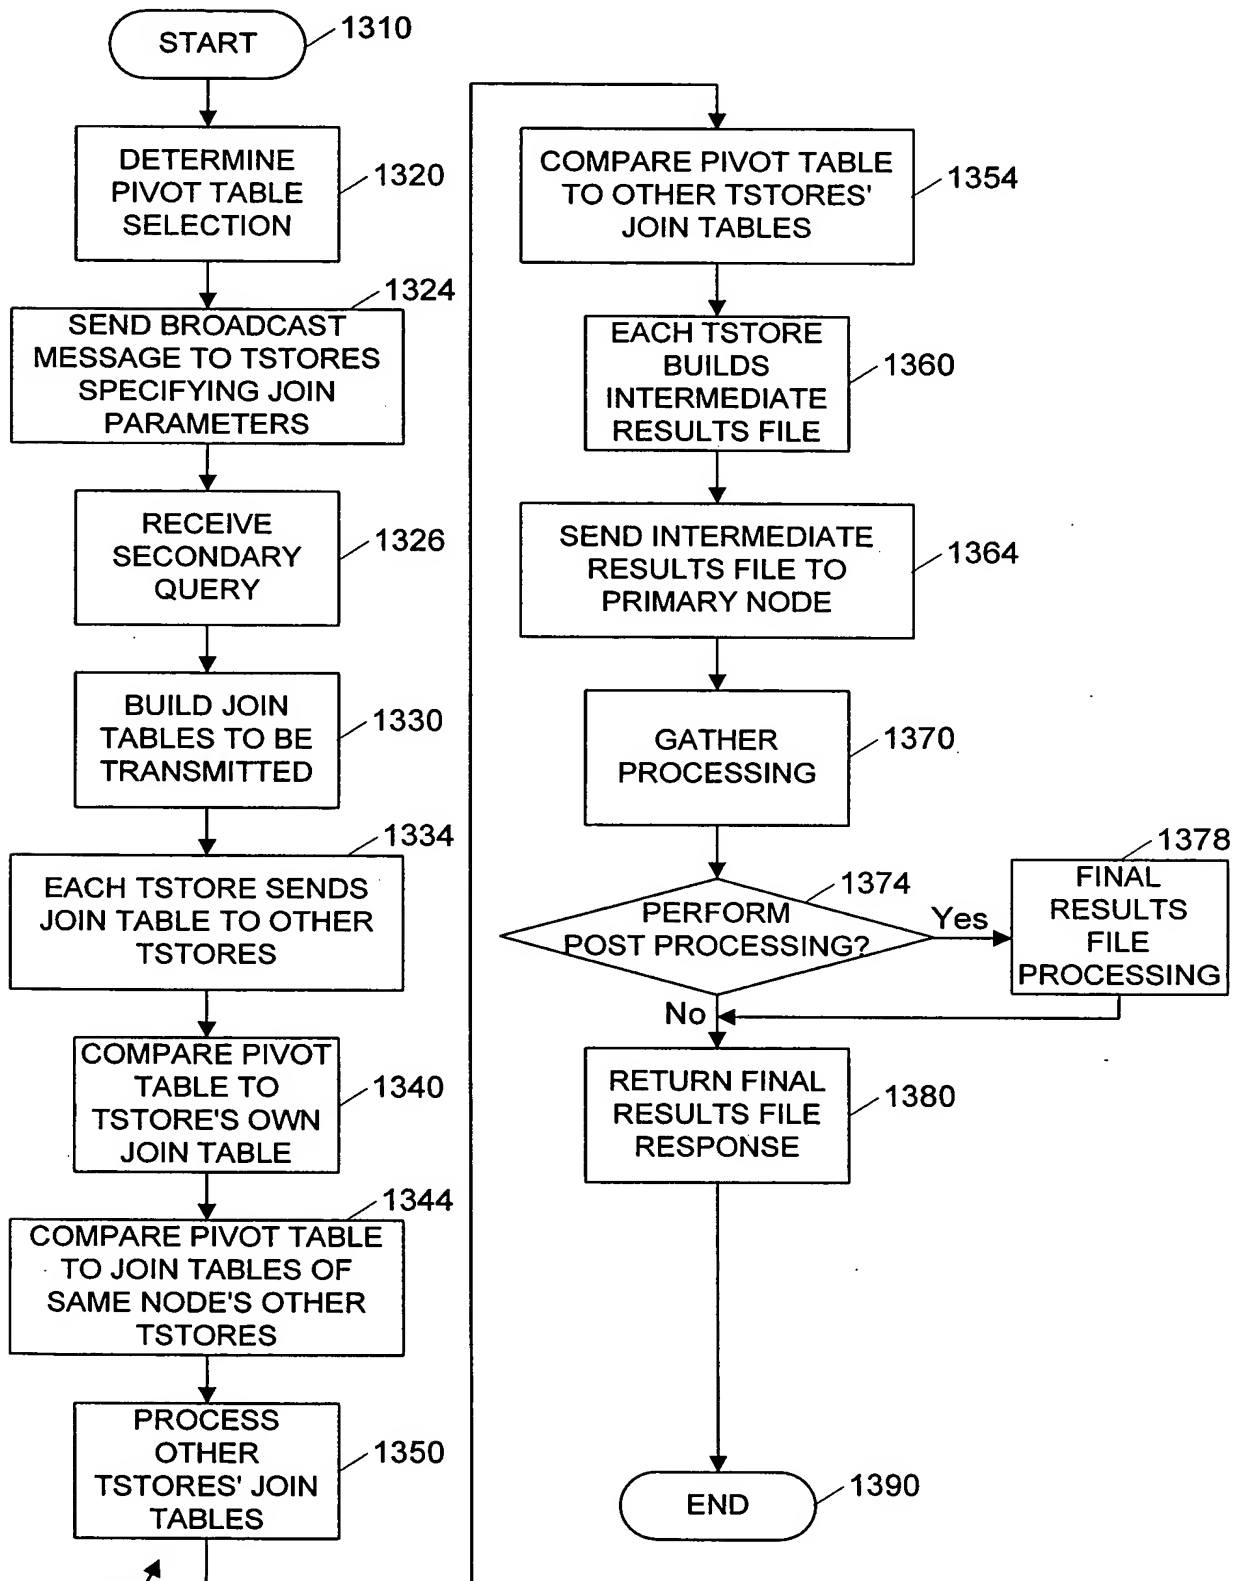 START
1310
DETERMINE
PIVOT TABLE
SELECTION
1320
1324
SEND BROADCAST
MESSAGE TO TSTORES
SPECIFYING JOIN
PARAMETERS
RECEIVE
SECONDARY
QUERY
1326
BUILD JOIN
TABLES TO BE
TRANSMITTED
1330
1334
EACH TSTORE SENDS
JOIN TABLE TO OTHER
TSTORES
COMPARE PIVOT
TABLE TO
TSTORE'S OWN
JOIN TABLE
1340
1344
COMPARE PIVOT TABLE
TO JOIN TABLES OF
SAME NODE'S OTHER
TSTORES
PROCESS
OTHER
TSTORES' JOIN
TABLES
1350
COMPARE PIVOT TABLE
TO OTHER TSTORES'
JOIN TABLES
1354
EACH TSTORE
BUILDS
INTERMEDIATE
RESULTS FILE
1360
SEND INTERMEDIATE
RESULTS FILE TO
PRIMARY NODE
1364
GATHER
PROCESSING
1370
1374
PERFORM
POST PROCESSING?
Yes
1378
FINAL
RESULTS
FILE
PROCESSING
No
RETURN FINAL
RESULTS FILE
RESPONSE
1380
END
1390